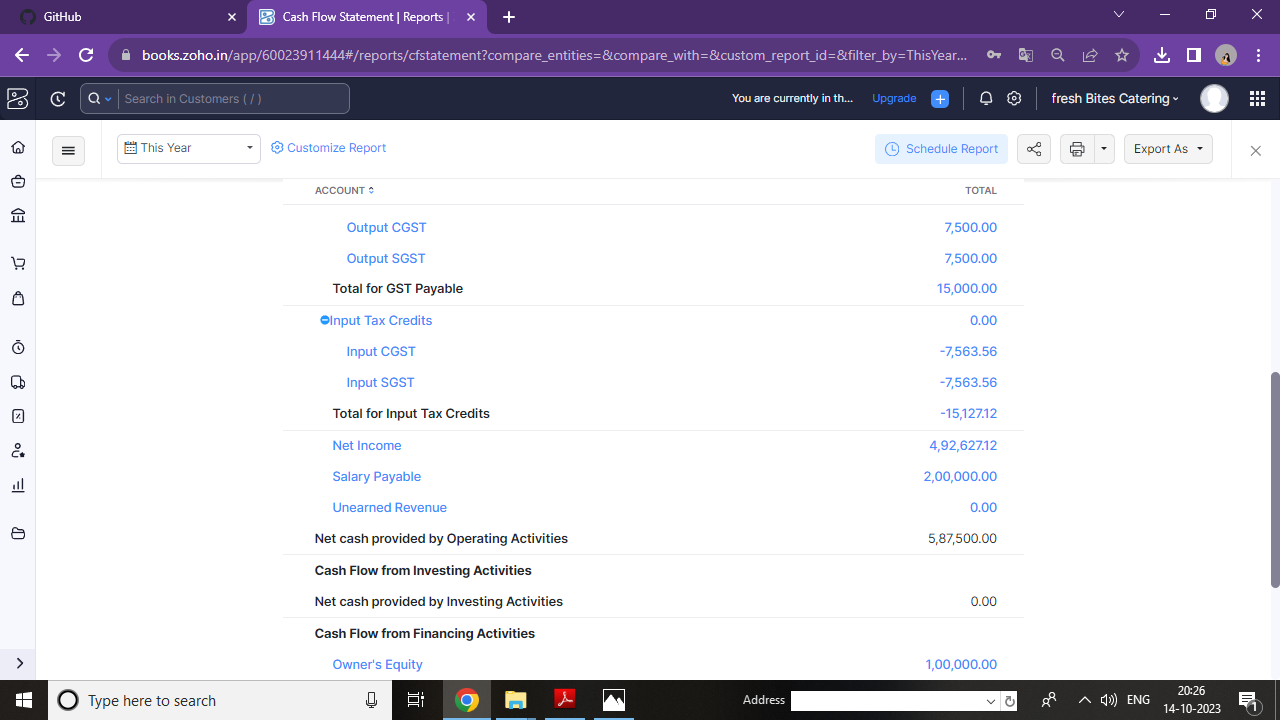 GitHub
Cash Flow Statement | Reports |
books.zoho.in/app/60023911444#/reports/cfstatement?compare_entities=&compare_with=&custom_report_id=&filter_by=ThisYear...
Search in Customers ( / )
You are currently in th...
Upgrade
fresh Bites Catering
This Year
Customize Report
Schedule Report
Export As
ACCOUNT TOTAL
Output CGST 7,500.00
Output SGST 7,500.00
Total for GST Payable 15,000.00
Input Tax Credits 0.00
Input CGST -7,563.56
Input SGST -7,563.56
Total for Input Tax Credits -15,127.12
Net Income 4,92,627.12
Salary Payable 2,00,000.00
Unearned Revenue 0.00
Net cash provided by Operating Activities 5,87,500.00
Cash Flow from Investing Activities
Net cash provided by Investing Activities 0.00
Cash Flow from Financing Activities
Owner's Equity 1,00,000.00
Type here to search
Address
ENG
20:26
14-10-2023
1